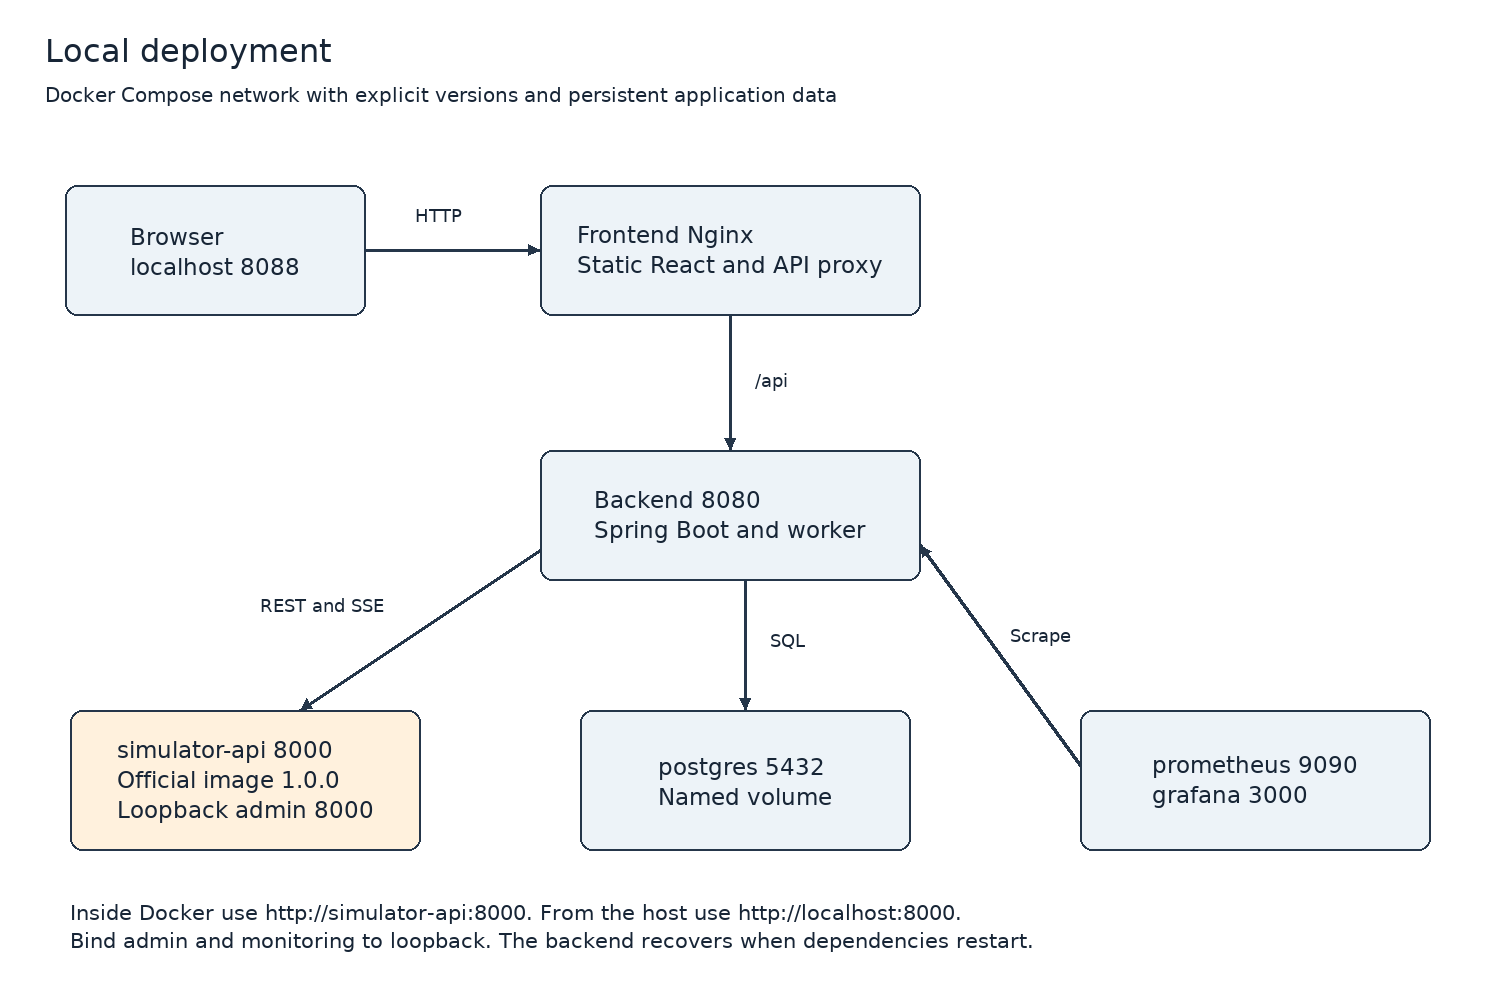 Local deployment
Docker Compose network with explicit versions and persistent application data
Browser
localhost 8088
HTTP
Frontend Nginx
Static React and API proxy
/api
Backend 8080
Spring Boot and worker
REST and SSE
SQL
Scrape
simulator-api 8000
Official image 1.0.0
Loopback admin 8000
postgres 5432
Named volume
prometheus 9090
grafana 3000
Inside Docker use http://simulator-api:8000. From the host use http://localhost:8000.
Bind admin and monitoring to loopback. The backend recovers when dependencies restart.